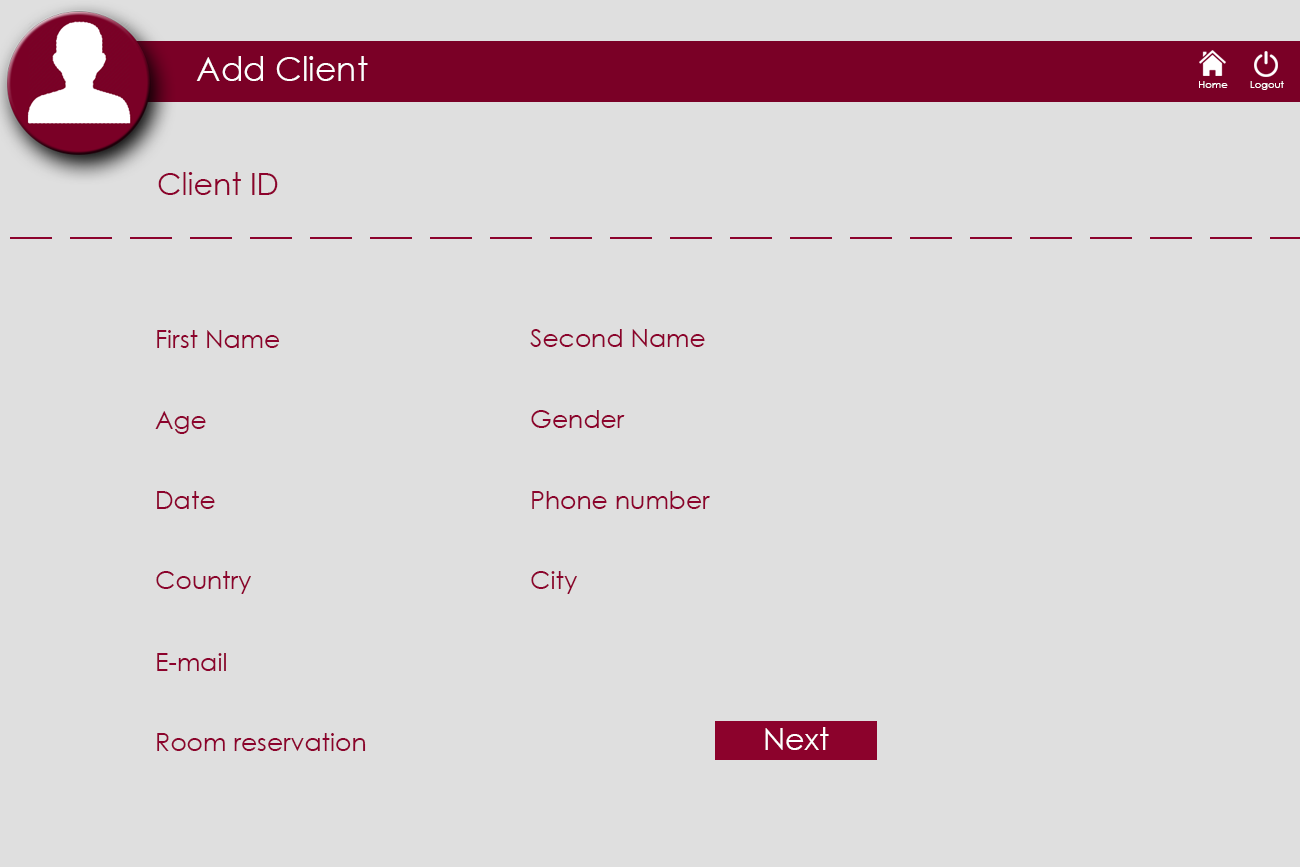 Add Client
Home
Logout
Client ID
First Name
Second Name
Age
Gender
Date
Phone number
Country
City
E-mail
Room reservation
Next